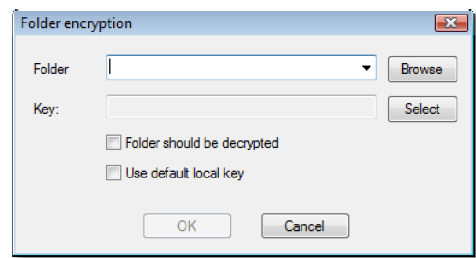 Folder encryption
Folder
Browse
Key:
Select
Folder should be decrypted
Use default local key
OK
Cancel